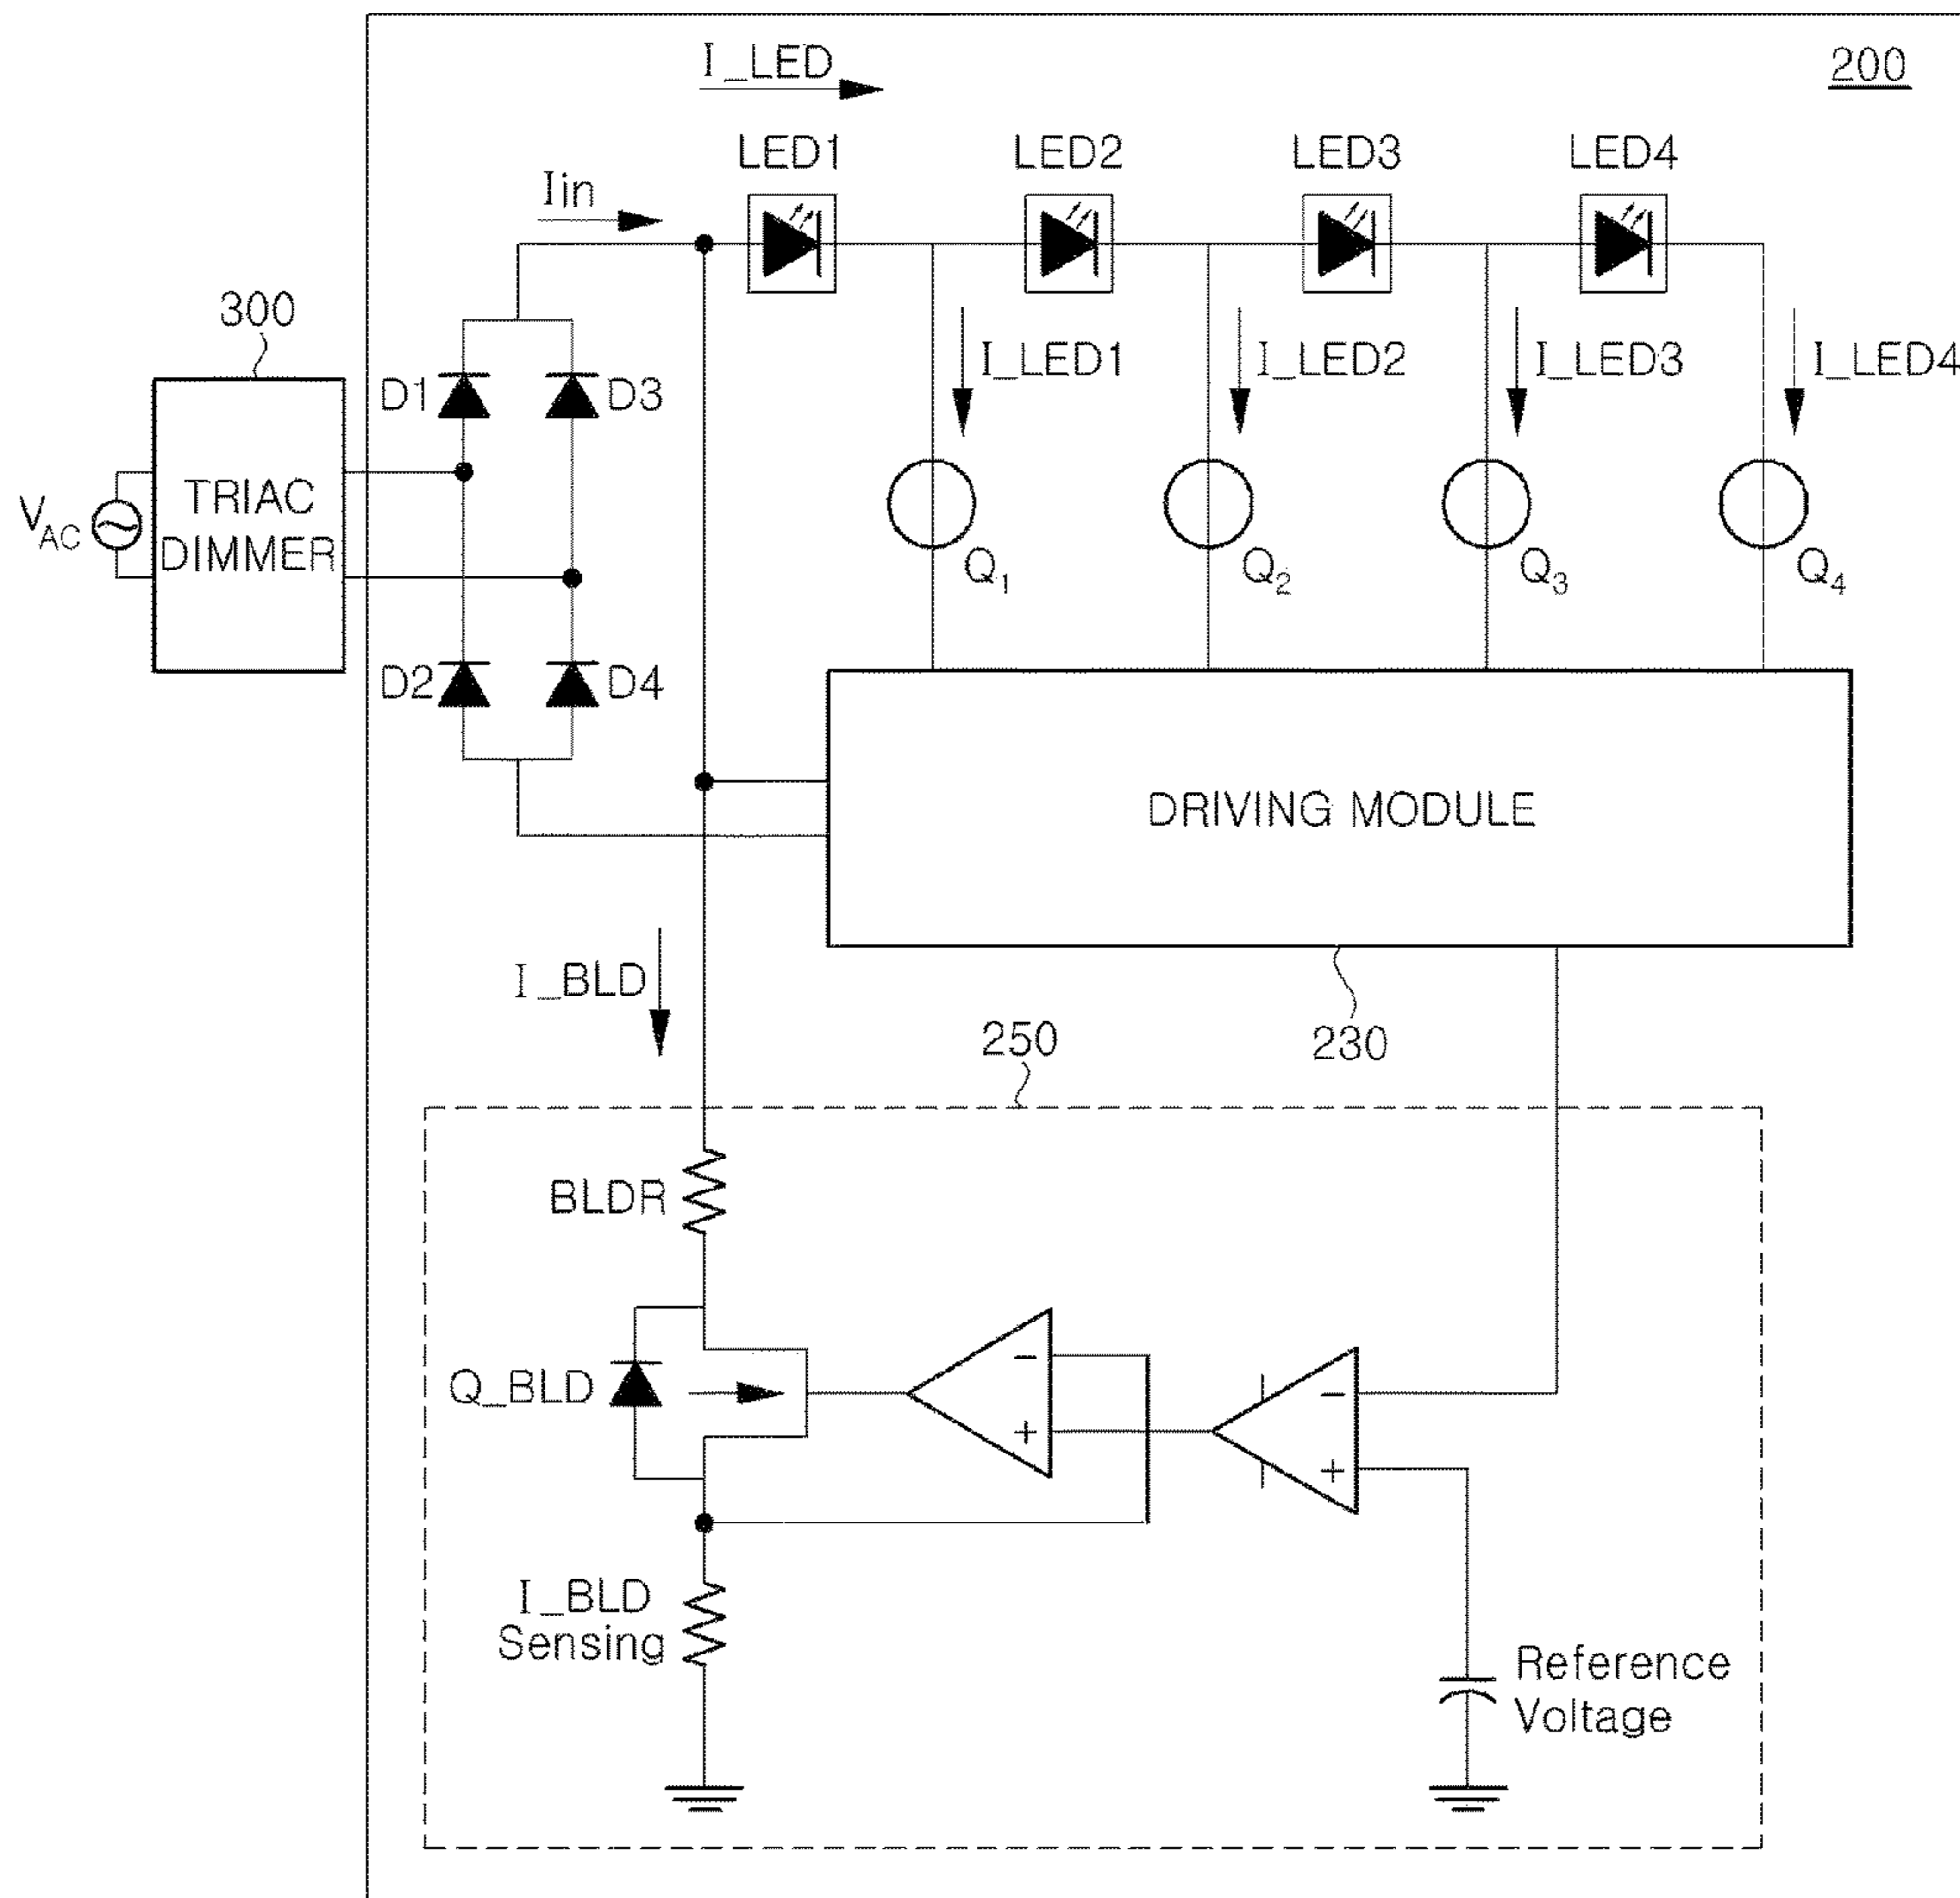 200
I_LED
LED1
LED2
LED3
LED4
Iin
300
I_LED1
I_LED2
I_LED3
I_LED4
D1
D3
V_AC
TRIAC
DIMMER
Q₁
Q₂
Q₃
Q₄
D2
D4
DRIVING MODULE
I_BLD
250
230
BLDR
Q_BLD
−
+
−
+
I_BLD
Sensing
Reference
Voltage